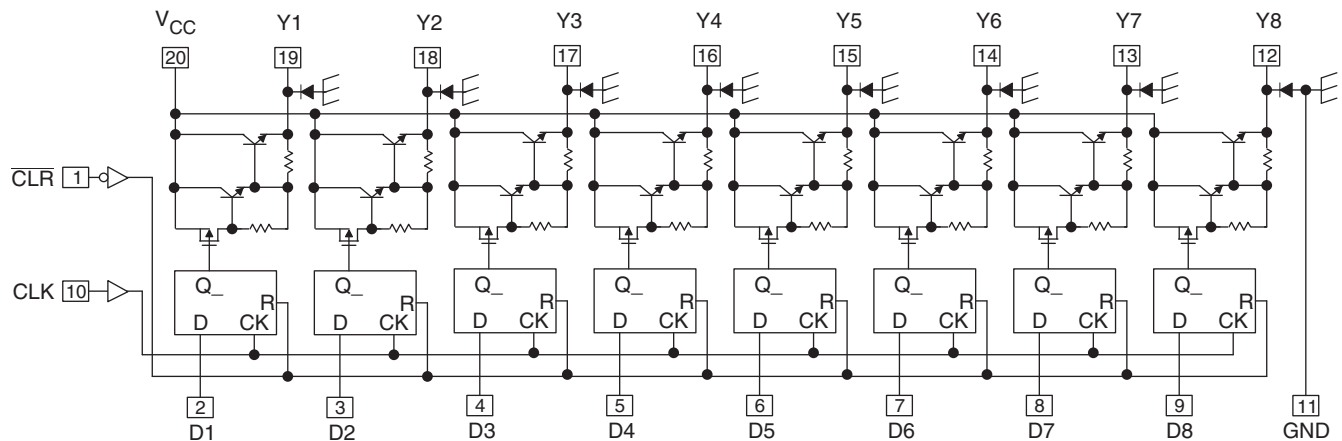 V_CC Y1 Y2 Y3 Y4 Y5 Y6 Y7 Y8
20 19 18 17 16 15 14 13 12
CLR 1
CLK 10
Q_ Q_ Q_ Q_ Q_ Q_ Q_ Q_
R R R R R R R R
D CK D CK D CK D CK D CK D CK D CK D CK
2 3 4 5 6 7 8 9 11
D1 D2 D3 D4 D5 D6 D7 D8 GND